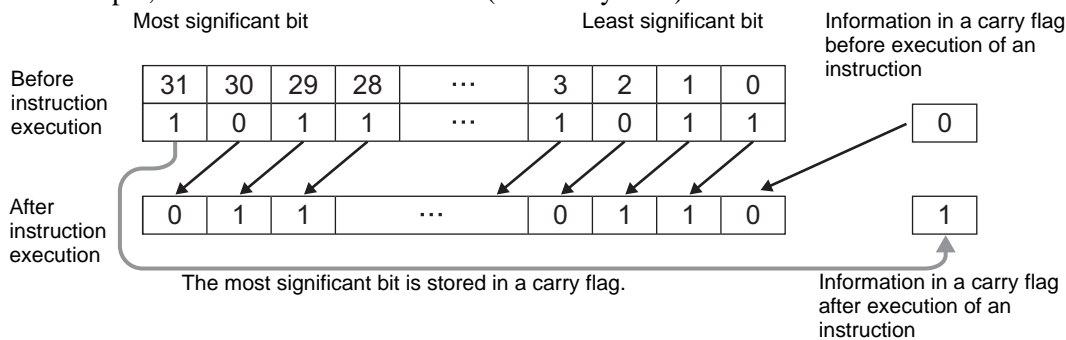 Most significant bit
Least significant bit
Information in a carry flag
before execution of an
instruction
Before
instruction
execution
31 30 29 28 ... 3 2 1 0
1 0 1 1 ... 1 0 1 1
0
After
instruction
execution
0 1 1 ... 0 1 1 0
1
The most significant bit is stored in a carry flag.
Information in a carry flag
after execution of an
instruction